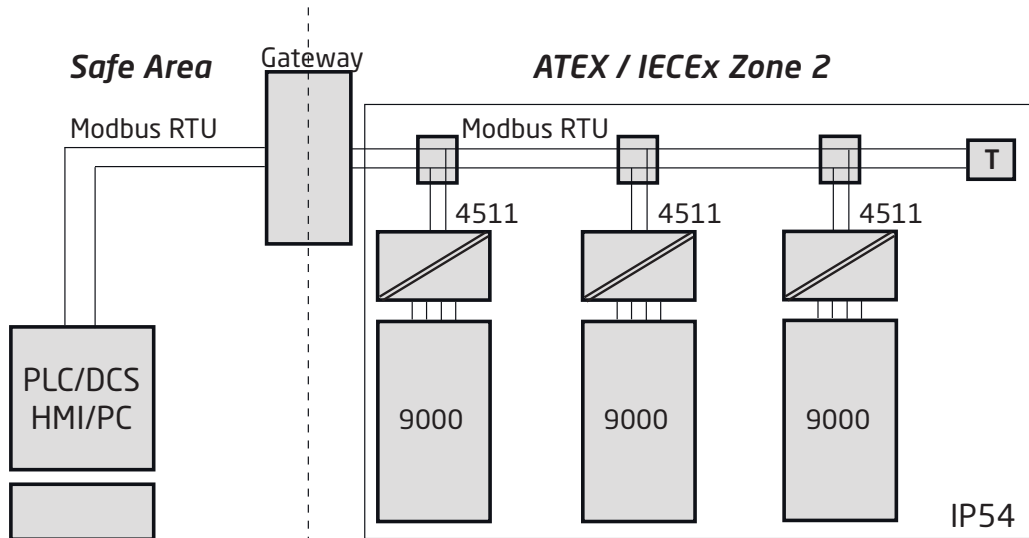 Safe Area
Gateway
ATEX / IECEx Zone 2
Modbus RTU
Modbus RTU
T
4511
4511
4511
PLC/DCS
HMI/PC
9000
9000
9000
IP54